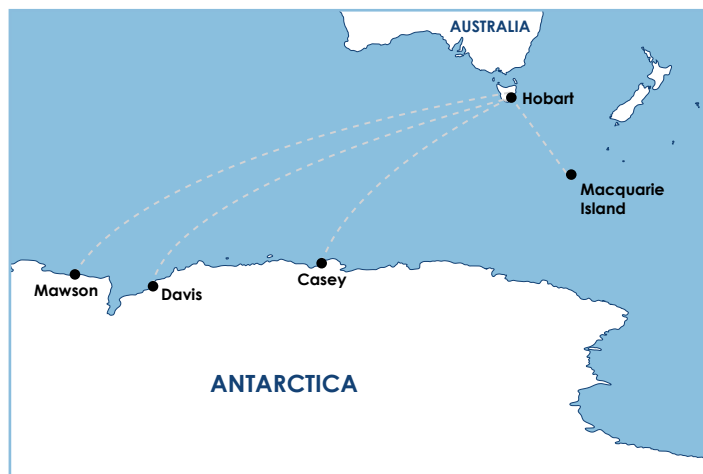 AUSTRALIA
Hobart
Macquarie
Island
Casey
Mawson
Davis
ANTARCTICA